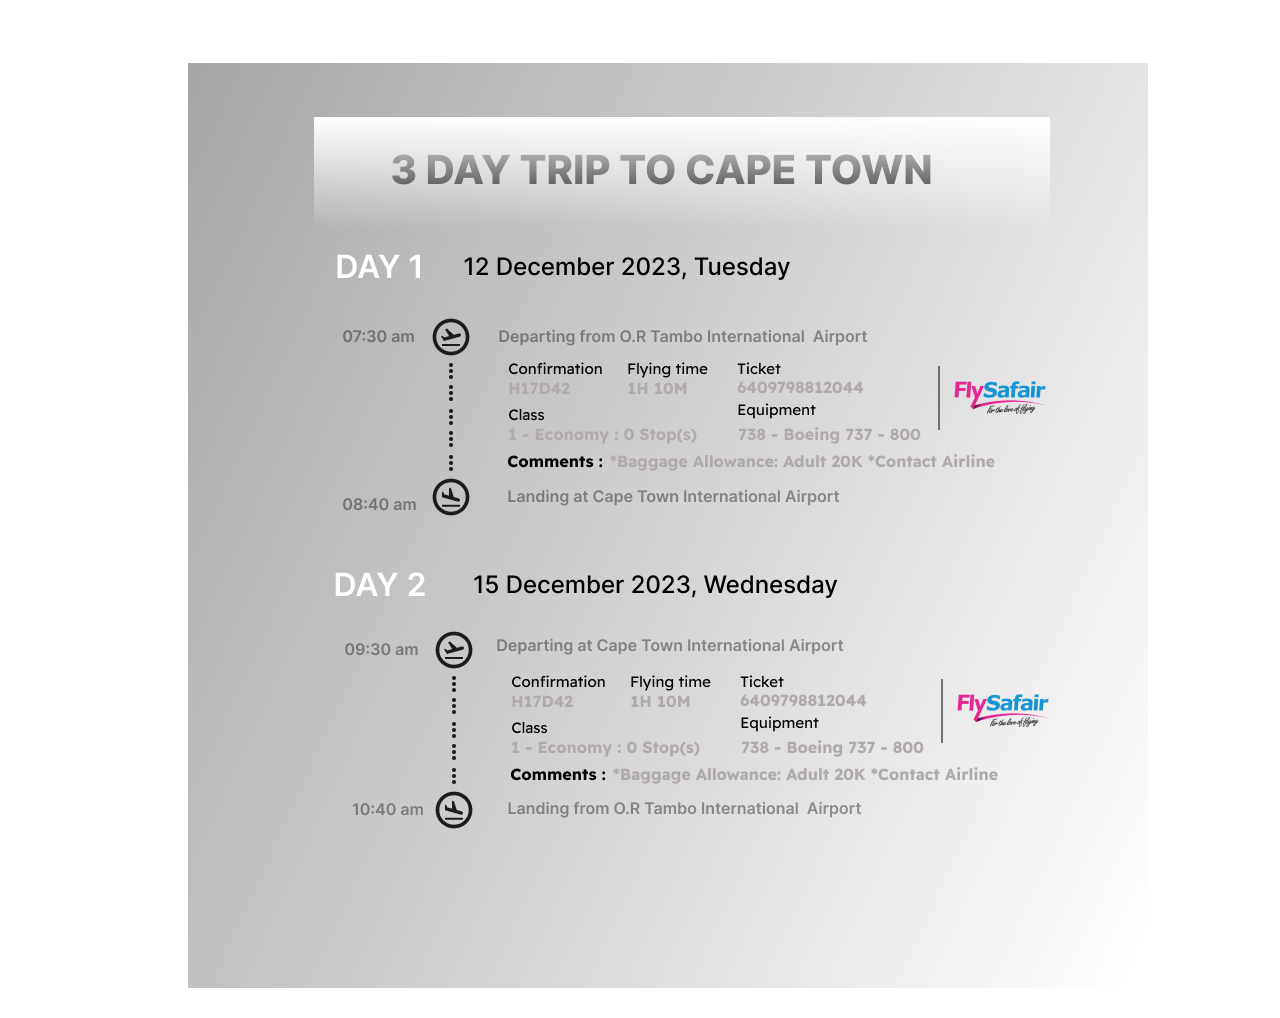 3 DAY TRIP TO CAPE TOWN
DAY 1 12 December 2023, Tuesday
07:30 am Departing from O.R Tambo International Airport
Confirmation Flying time Ticket
H17D42 1H 10M 6409798812044
FlySafair
for the love of flying
Class Equipment
1 - Economy : 0 Stop(s) 738 - Boeing 737 - 800
Comments : *Baggage Allowance: Adult 20K *Contact Airline
08:40 am Landing at Cape Town International Airport
DAY 2 15 December 2023, Wednesday
09:30 am Departing at Cape Town International Airport
Confirmation Flying time Ticket
H17D42 1H 10M 6409798812044
FlySafair
for the love of flying
Class Equipment
1 - Economy : 0 Stop(s) 738 - Boeing 737 - 800
Comments : *Baggage Allowance: Adult 20K *Contact Airline
10:40 am Landing from O.R Tambo International Airport